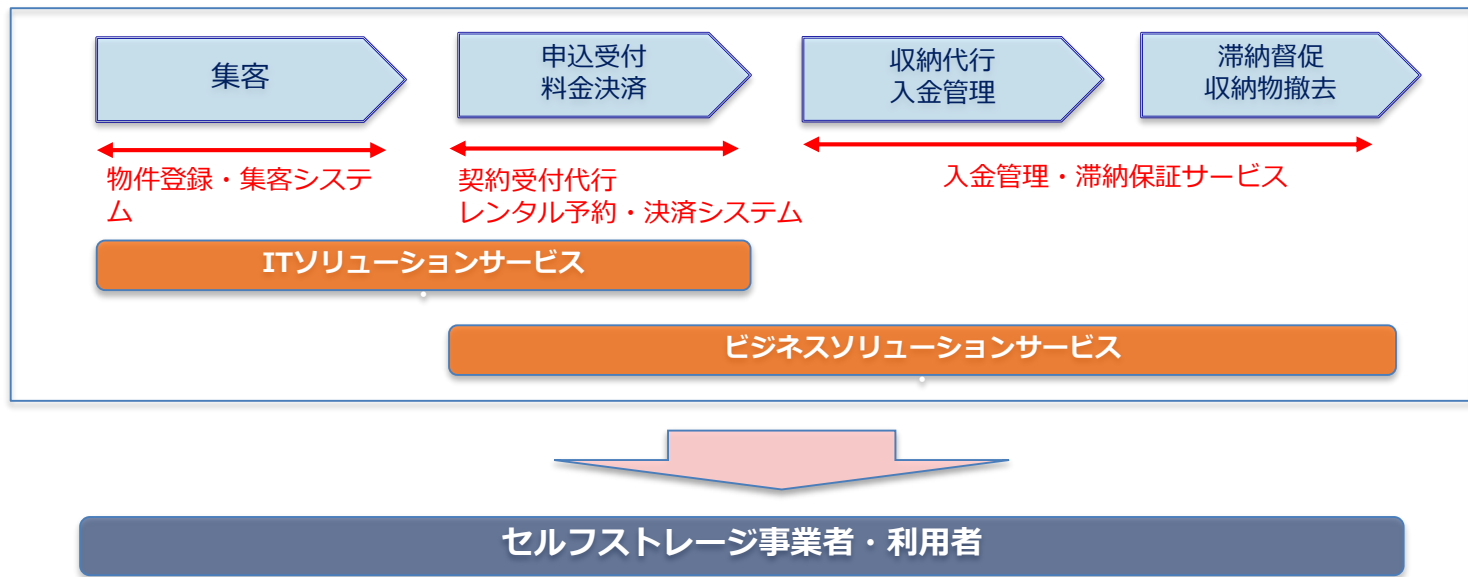 集客
申込受付
料金決済
収納代行
入金管理
滞納督促
収納物撤去
物件登録・集客システ
ム
契約受付代行
レンタル予約・決済システム
入金管理・滞納保証サービス
ITソリューションサービス
ビジネスソリューションサービス
セルフストレージ事業者・利用者